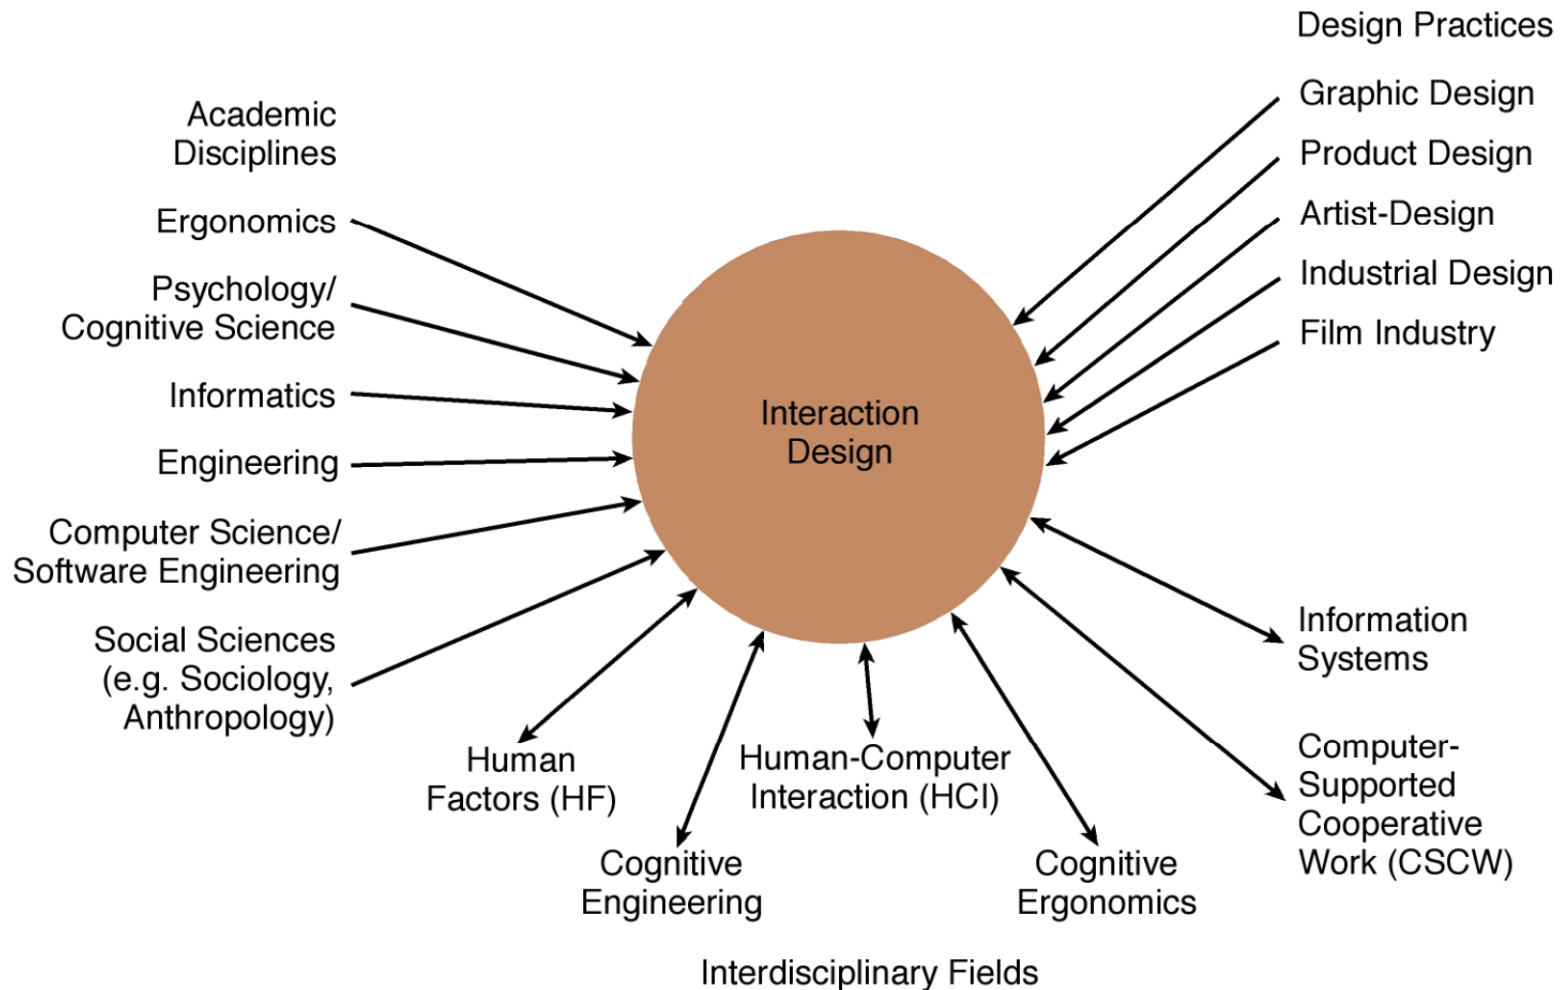 Academic
Disciplines
Ergonomics
Psychology/
Cognitive Science
Informatics
Engineering
Computer Science/
Software Engineering
Social Sciences
(e.g. Sociology,
Anthropology)
Interaction
Design
Design Practices
Graphic Design
Product Design
Artist-Design
Industrial Design
Film Industry
Human
Factors (HF)
Cognitive
Engineering
Human-Computer
Interaction (HCI)
Cognitive
Ergonomics
Information
Systems
Computer-
Supported
Cooperative
Work (CSCW)
Interdisciplinary Fields